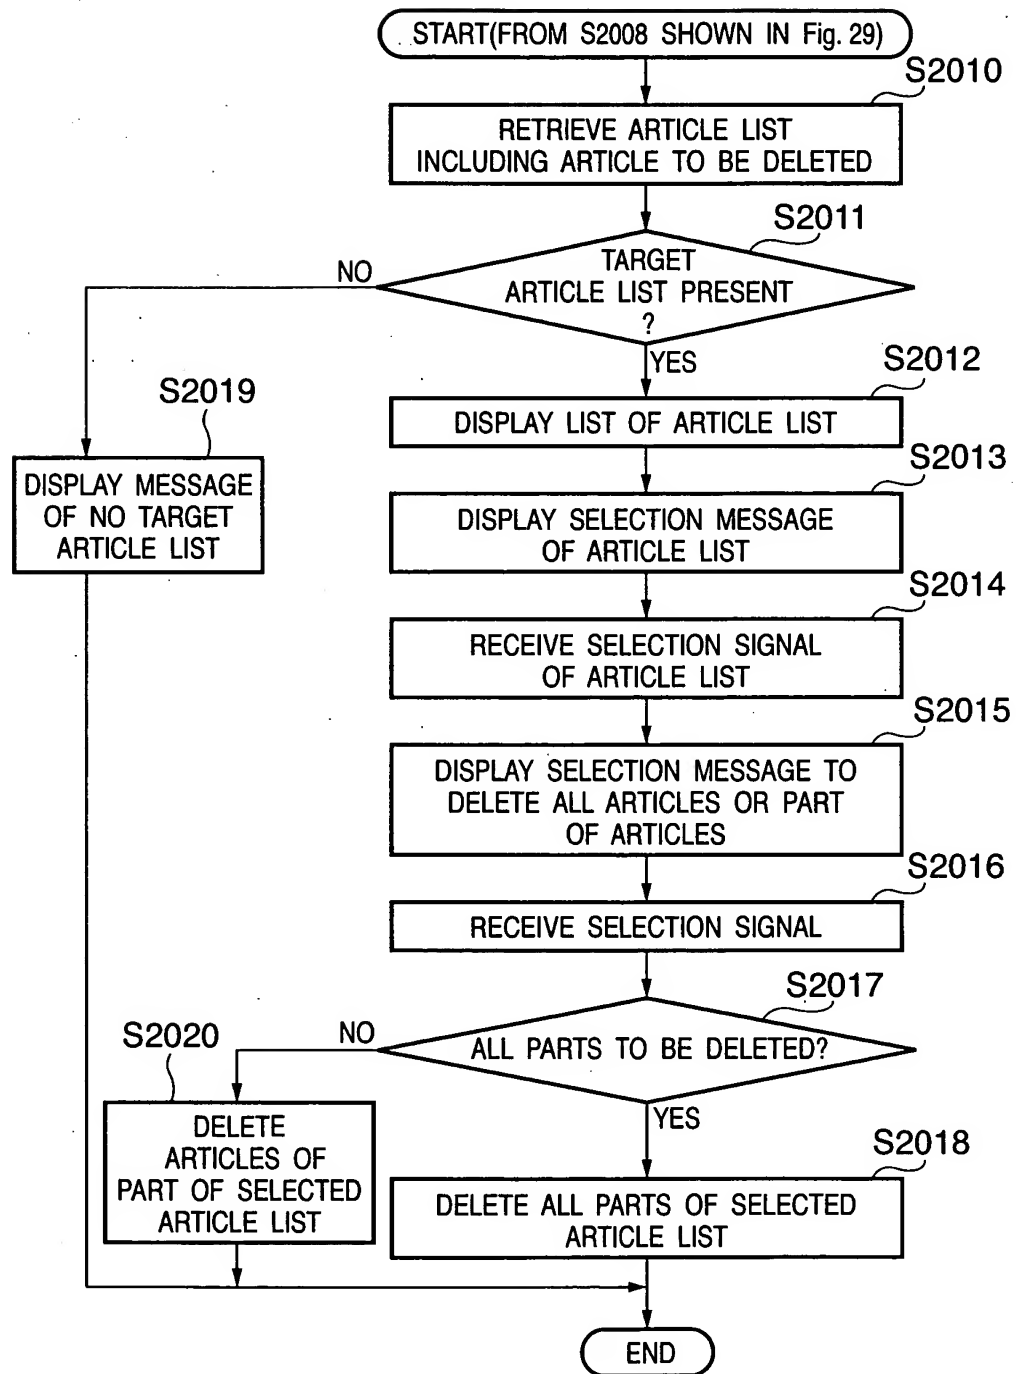 START(FROM S2008 SHOWN IN Fig. 29)
S2010
RETRIEVE ARTICLE LIST
INCLUDING ARTICLE TO BE DELETED
S2011
TARGET
ARTICLE LIST PRESENT
?
NO
YES
S2012
DISPLAY LIST OF ARTICLE LIST
S2019
DISPLAY MESSAGE
OF NO TARGET
ARTICLE LIST
S2013
DISPLAY SELECTION MESSAGE
OF ARTICLE LIST
S2014
RECEIVE SELECTION SIGNAL
OF ARTICLE LIST
S2015
DISPLAY SELECTION MESSAGE TO
DELETE ALL ARTICLES OR PART
OF ARTICLES
S2016
RECEIVE SELECTION SIGNAL
S2017
ALL PARTS TO BE DELETED?
NO
YES
S2020
DELETE
ARTICLES OF
PART OF SELECTED
ARTICLE LIST
S2018
DELETE ALL PARTS OF SELECTED
ARTICLE LIST
END